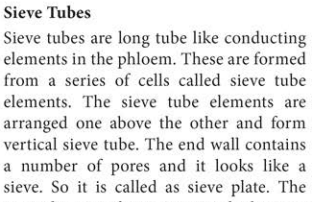 Sieve Tubes
Sieve tubes are long tube like conducting
elements in the phloem. These are formed
from a series of cells called sieve tube
elements. The sieve tube elements are
arranged one above the other and form
vertical sieve tube. The end wall contains
a number of pores and it looks like a
sieve. So it is called as sieve plate. The